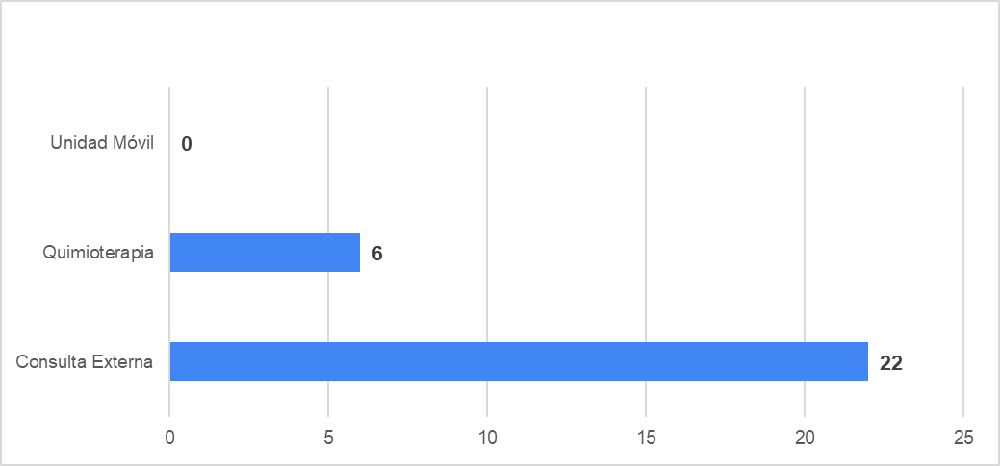 Unidad Móvil 0
Quimioterapia 6
Consulta Externa 22
0 5 10 15 20 25